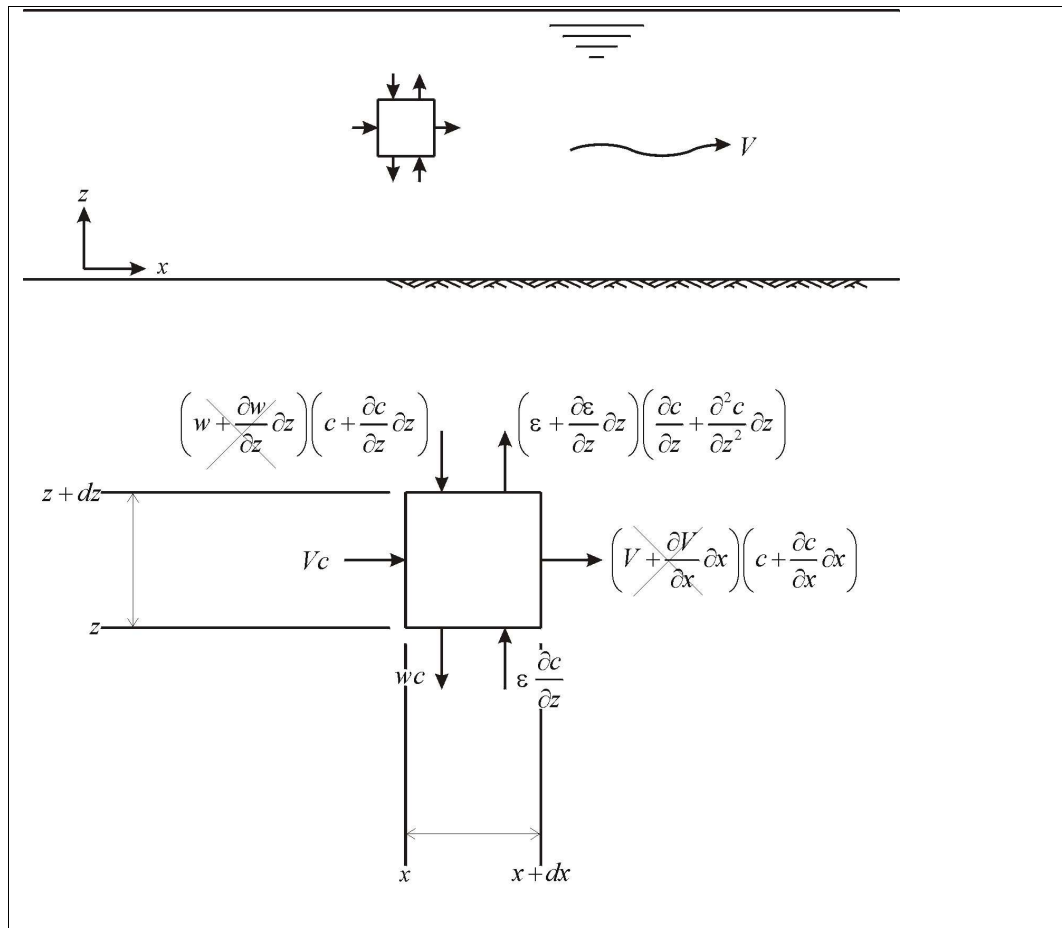 V
z
x
(w + ∂w/∂z ∂z)(c + ∂c/∂z ∂z) (ε + ∂ε/∂z ∂z)(∂c/∂z + ∂²c/∂z² ∂z)
z + dz
Vc (V + ∂V/∂x ∂x)(c + ∂c/∂x ∂x)
z
wc ε ∂c/∂z
x x + dx